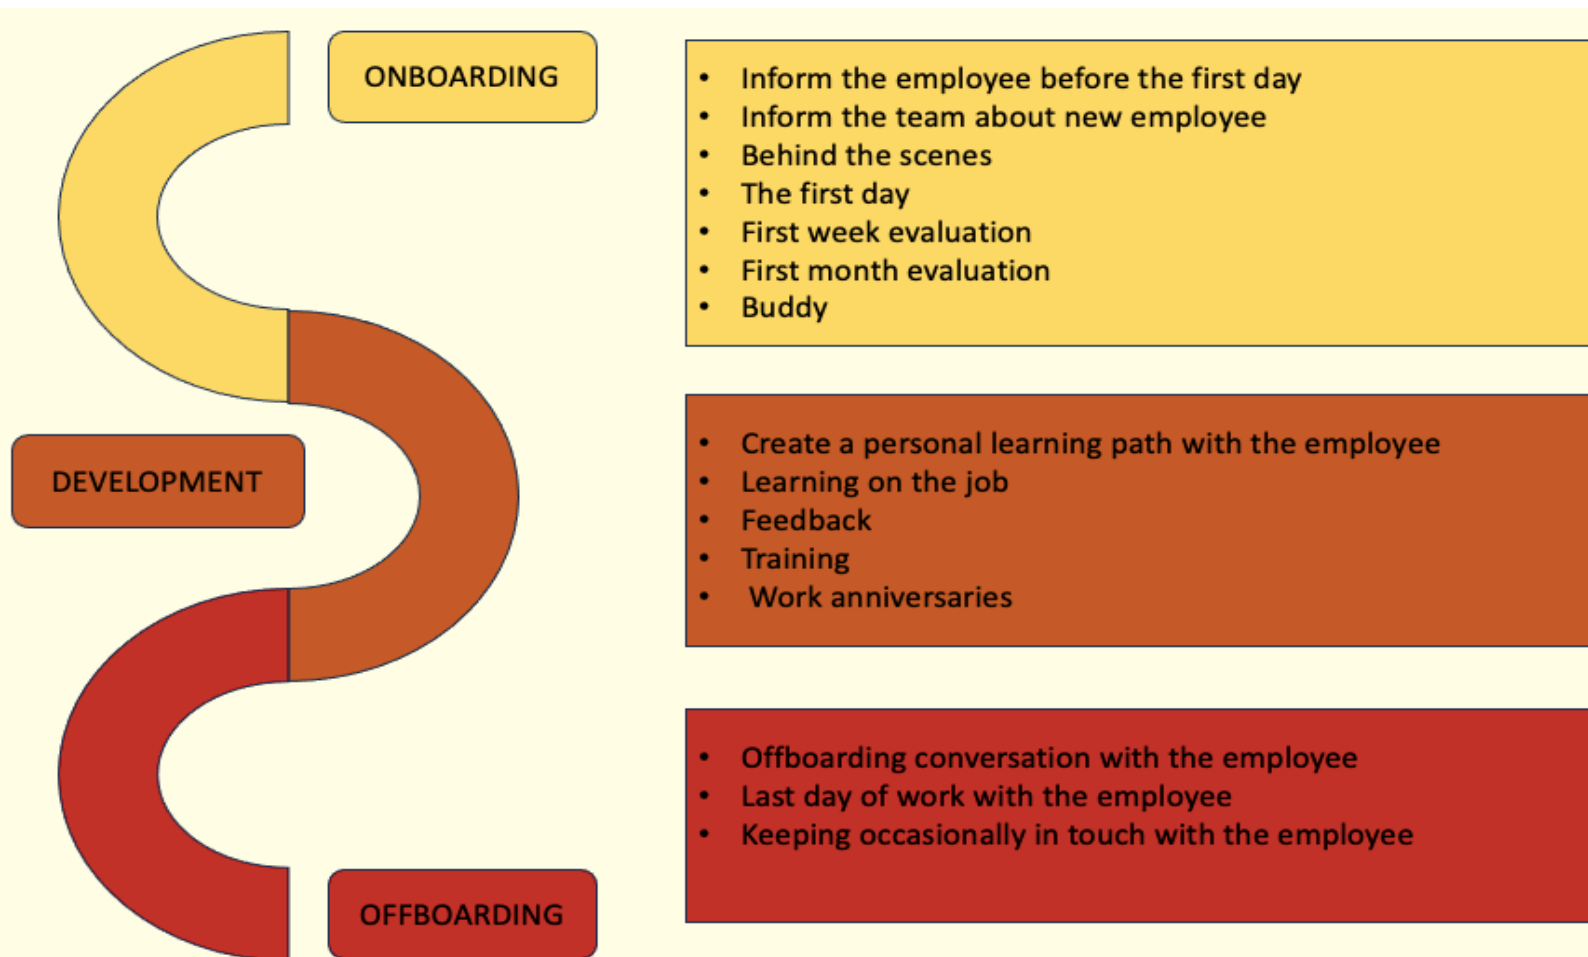 ONBOARDING
• Inform the employee before the first day
• Inform the team about new employee
• Behind the scenes
• The first day
• First week evaluation
• First month evaluation
• Buddy
DEVELOPMENT
• Create a personal learning path with the employee
• Learning on the job
• Feedback
• Training
• Work anniversaries
OFFBOARDING
• Offboarding conversation with the employee
• Last day of work with the employee
• Keeping occasionally in touch with the employee